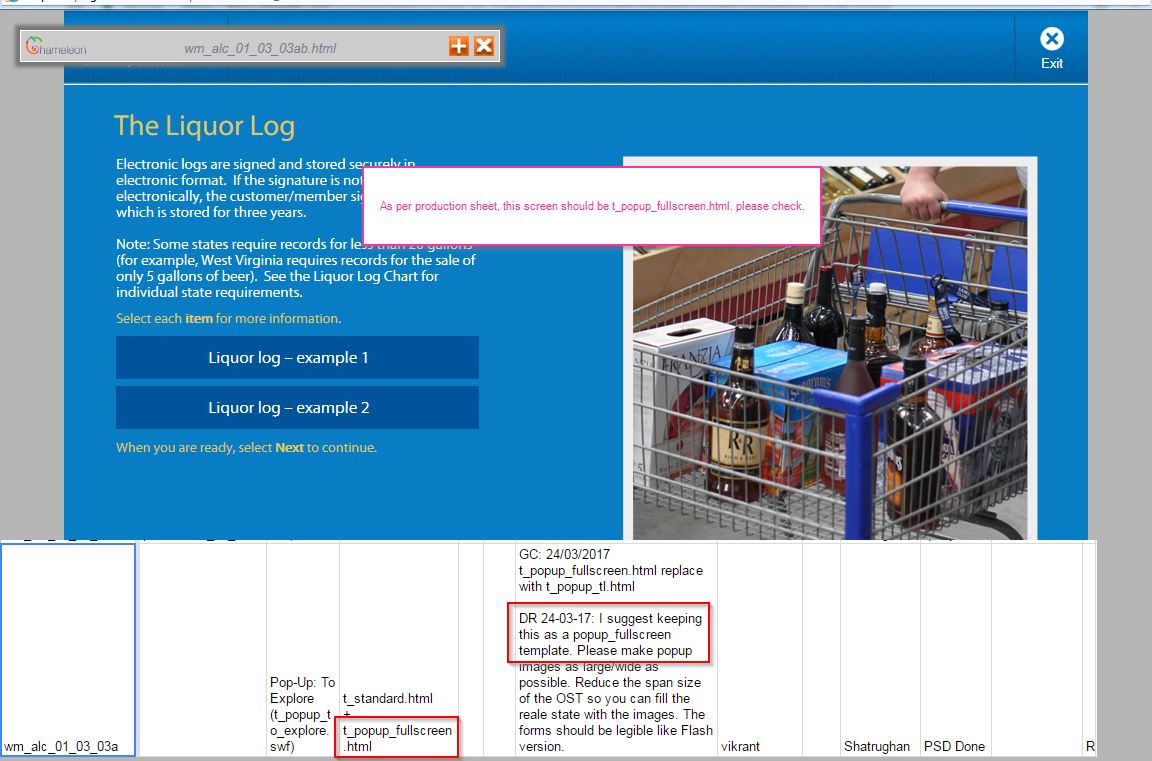 Chameleon
wm_alc_01_03_03ab.html
Exit
The Liquor Log
Electronic logs are signed and stored securely in
electronic format. If the signature is not
electronically, the customer/member si
which is stored for three years.
As per production sheet, this screen should be t_popup_fullscreen.html. please check.
Note: Some states require records for less than 20 gallons
(for example, West Virginia requires records for the sale of
only 5 gallons of beer). See the Liquor Log Chart for
individual state requirements.
Select each item for more information.
Liquor log – example 1
Liquor log – example 2
When you are ready, select Next to continue.
FRANZIA
R&R
wm_alc_01_03_03a
Pop-Up: To
Explore
(t_popup_t
o_explore.
swf)
t_standard.html
+
t_popup_fullscreen
.html
GC: 24/03/2017
t_popup_fullscreen.html replace
with t_popup_tl.html
DR 24-03-17: I suggest keeping
this as a popup_fullscreen
template. Please make popup
images as large/wide as
possible. Reduce the span size
of the OST so you can fill the
reale state with the images. The
forms should be legible like Flash
version.
vikrant
Shatrughan
PSD Done
R